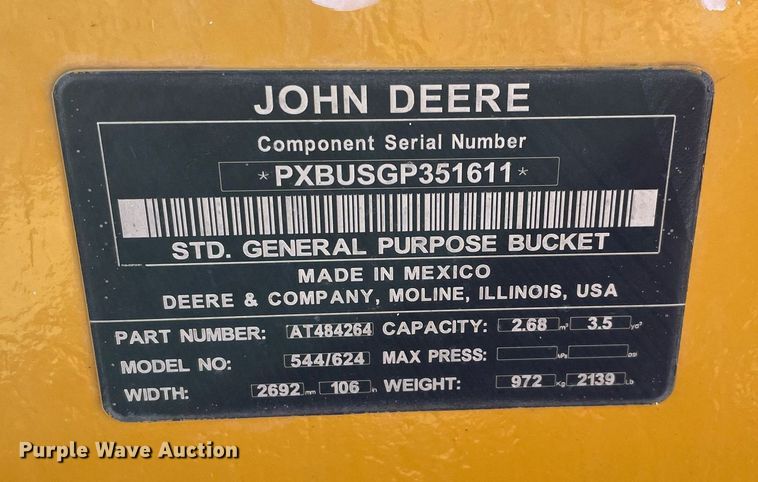 JOHN DEERE
Component Serial Number
*PXBUSGP351611*
STD. GENERAL PURPOSE BUCKET
MADE IN MEXICO
DEERE & COMPANY, MOLINE, ILLINOIS, USA
PART NUMBER: AT484264 CAPACITY: 2.68 m³ 3.5 yd³
MODEL NO: 544/624 MAX PRESS: kPa psi
WIDTH: 2692 mm 106 in WEIGHT: 972 Kg 2139 Lb
Purple Wave Auction